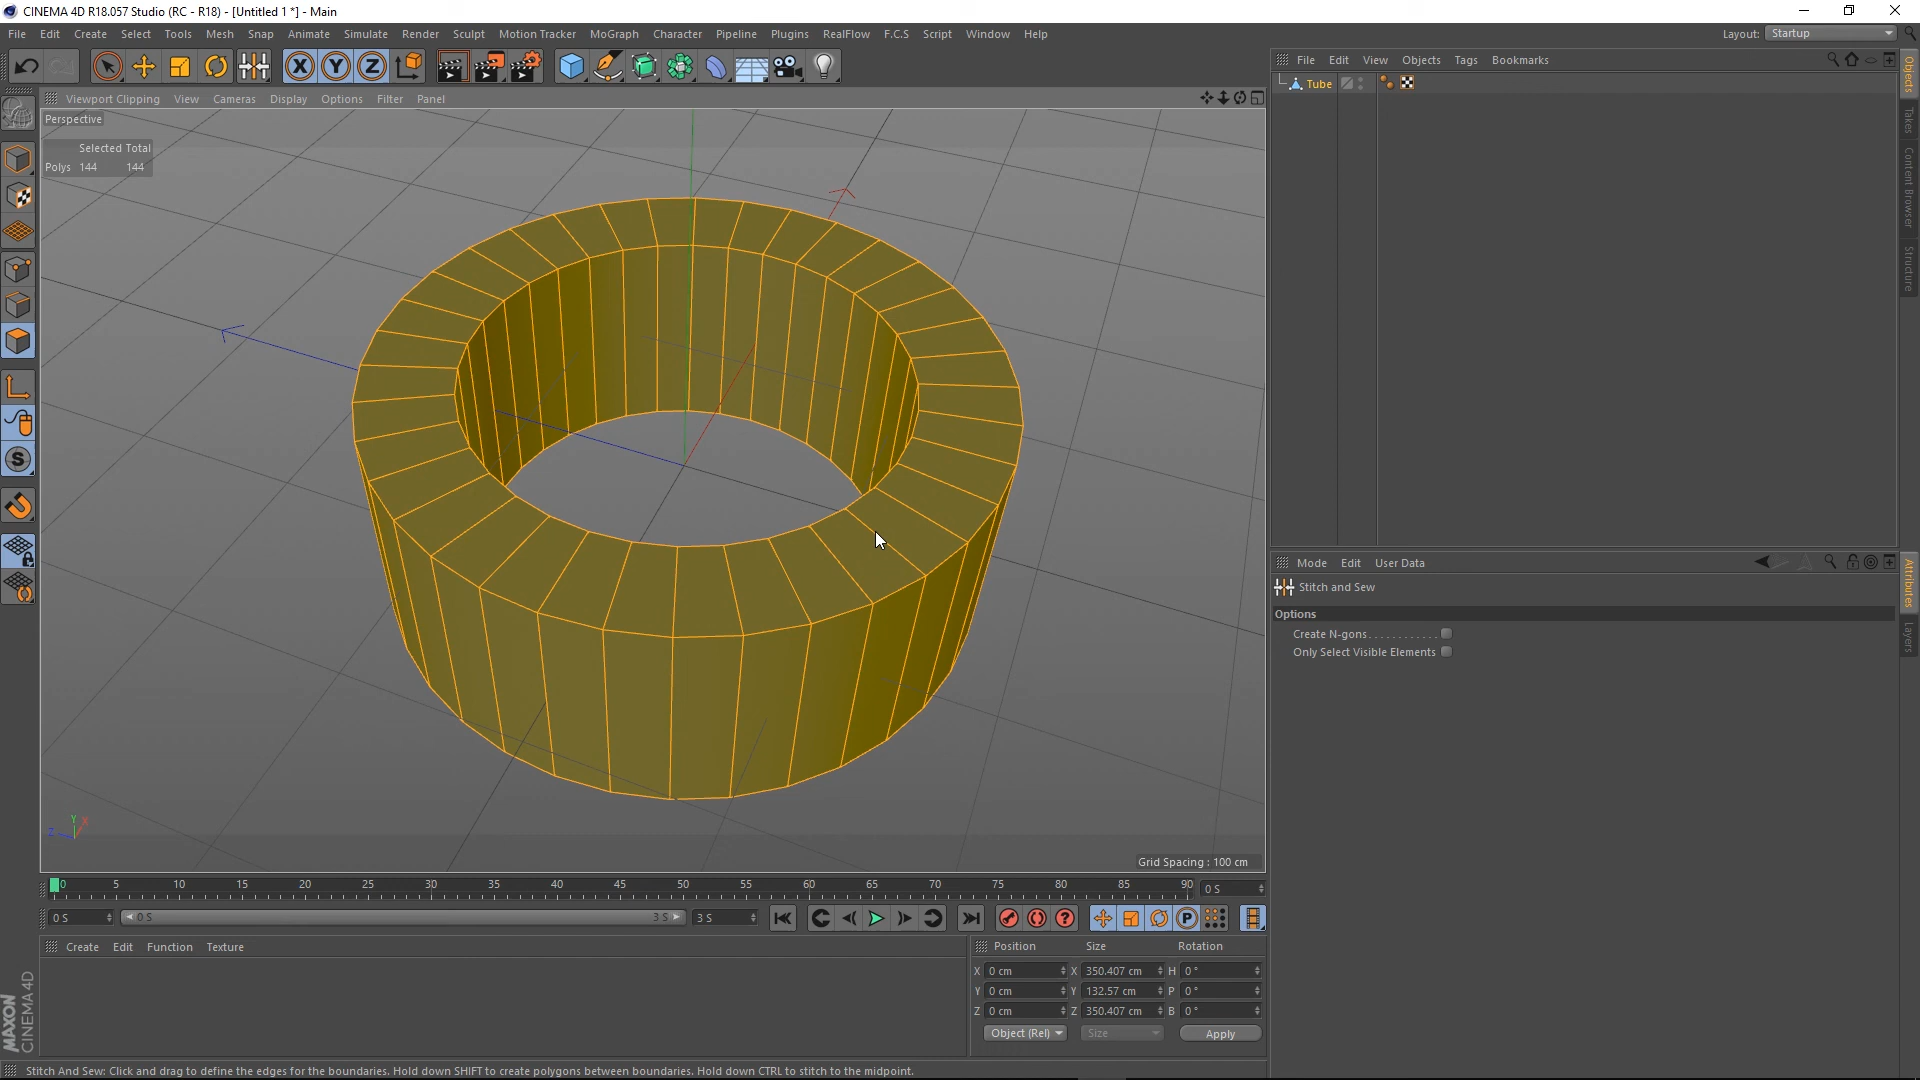 CINEMA 4D R18.057 Studio (RC - R18) - [Untitled 1 *] - Main
File Edit Create Select Tools Mesh Snap Animate Simulate Render Sculpt Motion Tracker MoGraph Character Pipeline Plugins RealFlow F.C.S Script Window Help Layout: Startup
X Y Z
File Edit View Objects Tags Bookmarks
Tube
Viewport Clipping View Cameras Display Options Filter Panel
Perspective
Selected Total
Polys 144 144
Objects
Takes
Content Browser
Structure
S
Y X
Z
Grid Spacing : 100 cm
Mode Edit User Data
Stitch and Sew
Options
Create N-gons
Only Select Visible Elements
Attributes
Layers
0 5 10 15 20 25 30 35 40 45 50 55 60 65 70 75 80 85 90 0 S
0 S 0 S 3 S 3 S ? P
Create Edit Function Texture
Position Size Rotation
X 0 cm X 350.407 cm H 0 °
Y 0 cm Y 132.57 cm P 0 °
Z 0 cm Z 350.407 cm B 0 °
Object (Rel) Size Apply
MAXON
CINEMA 4D
Stitch And Sew: Click and drag to define the edges for the boundaries. Hold down SHIFT to create polygons between boundaries. Hold down CTRL to stitch to the midpoint.